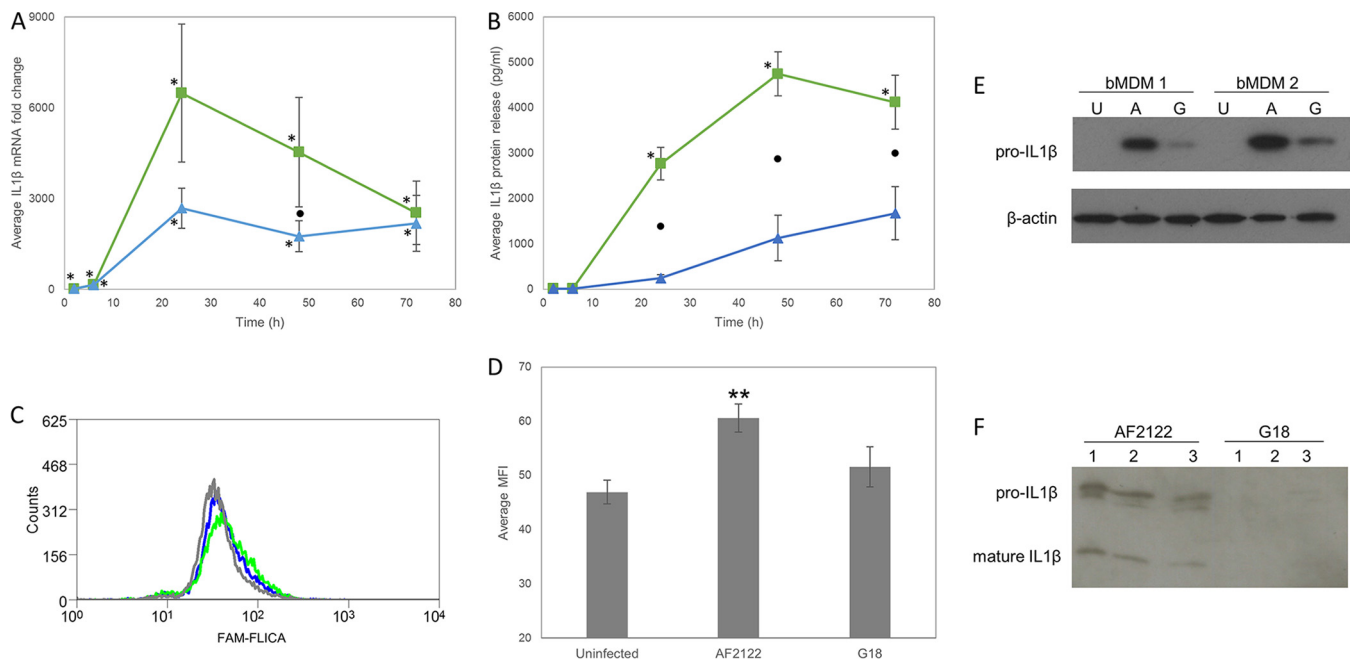 A
9000
6000
3000
0
Average IL1β mRNA fold change
*
*
*
*
*
*
*
*
*
0 10 20 30 40 50 60 70 80
Time (h)
B
6000
5000
4000
3000
2000
1000
0
Average IL1β protein release (pg/ml)
*
*
*
0 10 20 30 40 50 60 70 80
Time (h)
C
625
468
312
156
0
Counts
10⁰ 10¹ 10² 10³ 10⁴
FAM-FLICA
D
70
60
50
40
30
20
Average MFI
**
Uninfected AF2122 G18
E
bMDM 1 bMDM 2
U A G U A G
pro-IL1β
β-actin
F
AF2122 G18
1 2 3 1 2 3
pro-IL1β
mature IL1β